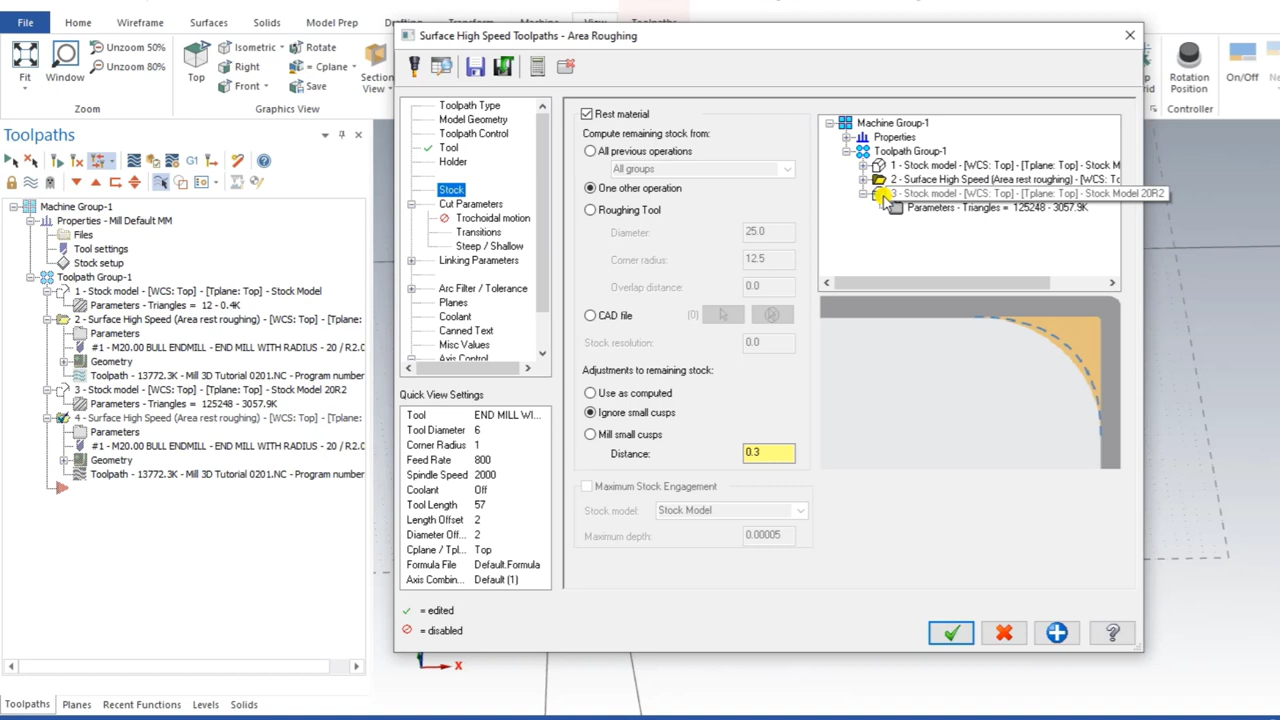 File Home Wireframe Surfaces Solids Model Prep Drafting Transform Machine View Toolpaths
Fit
Window
Unzoom 50%
Unzoom 80%
Zoom
Top
Isometric
Right
Front
Rotate
= Cplane
Save
Section View
Graphics View
Rotation Position
Controller
On/Off
Toolpaths
Machine Group-1
Properties - Mill Default MM
Files
Tool settings
Stock setup
Toolpath Group-1
1 - Stock model - [WCS: Top] - [Tplane: Top] - Stock Model
Parameters - Triangles = 12 - 0.4K
2 - Surface High Speed (Area rest roughing) - [WCS: Top] - [Tplane:
Parameters
#1 - M20.00 BULL ENDMILL - END MILL WITH RADIUS - 20 / R2.0
Geometry
Toolpath - 13772.3K - Mill 3D Tutorial 0201.NC - Program number
3 - Stock model - [WCS: Top] - [Tplane: Top] - Stock Model 20R2
Parameters - Triangles = 125248 - 3057.9K
4 - Surface High Speed (Area rest roughing) - [WCS: Top] - [Tplane:
Parameters
#1 - M20.00 BULL ENDMILL - END MILL WITH RADIUS - 20 / R2.0
Geometry
Toolpath - 13772.3K - Mill 3D Tutorial 0201.NC - Program number
Toolpaths Planes Recent Functions Levels Solids
Surface High Speed Toolpaths - Area Roughing
Toolpath Type
Model Geometry
Toolpath Control
Tool
Holder
Stock
Cut Parameters
Trochoidal motion
Transitions
Steep / Shallow
Linking Parameters
Arc Filter / Tolerance
Planes
Coolant
Canned Text
Misc Values
Axis Control
Quick View Settings
Tool END MILL WI...
Tool Diameter 6
Corner Radius 1
Feed Rate 800
Spindle Speed 2000
Coolant Off
Tool Length 57
Length Offset 2
Diameter Off... 2
Cplane / Tpl... Top
Formula File Default.Formula
Axis Combin... Default (1)
= edited
= disabled
Rest material
Compute remaining stock from:
All previous operations
All groups
One other operation
Roughing Tool
Diameter: 25.0
Corner radius: 12.5
Overlap distance: 0.0
CAD file (0)
Stock resolution: 0.0
Adjustments to remaining stock:
Use as computed
Ignore small cusps
Mill small cusps
Distance: 0.3
Maximum Stock Engagement
Stock model: Stock Model
Maximum depth: 0.00005
Machine Group-1
Properties
Toolpath Group-1
1 - Stock model - [WCS: Top] - [Tplane: Top] - Stock M
2 - Surface High Speed (Area rest roughing) - [WCS: To
3 - Stock model - [WCS: Top] - [Tplane: Top] - Stock Model 20R2
Parameters - Triangles = 125248 - 3057.9K
X